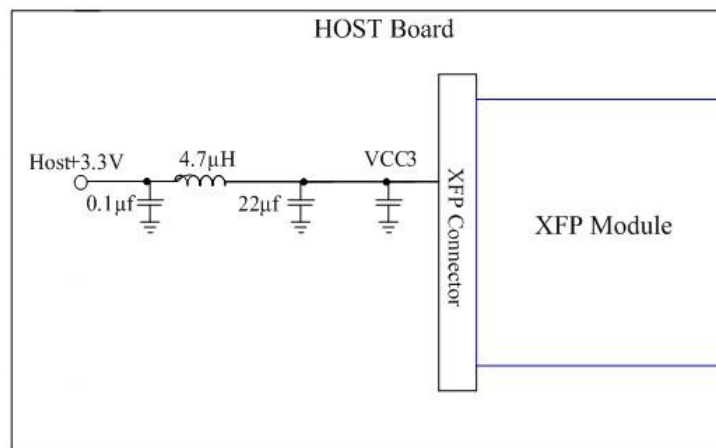 HOST Board
Host+3.3V
4.7μH
VCC3
0.1μf
22μf
XFP Connector
XFP Module